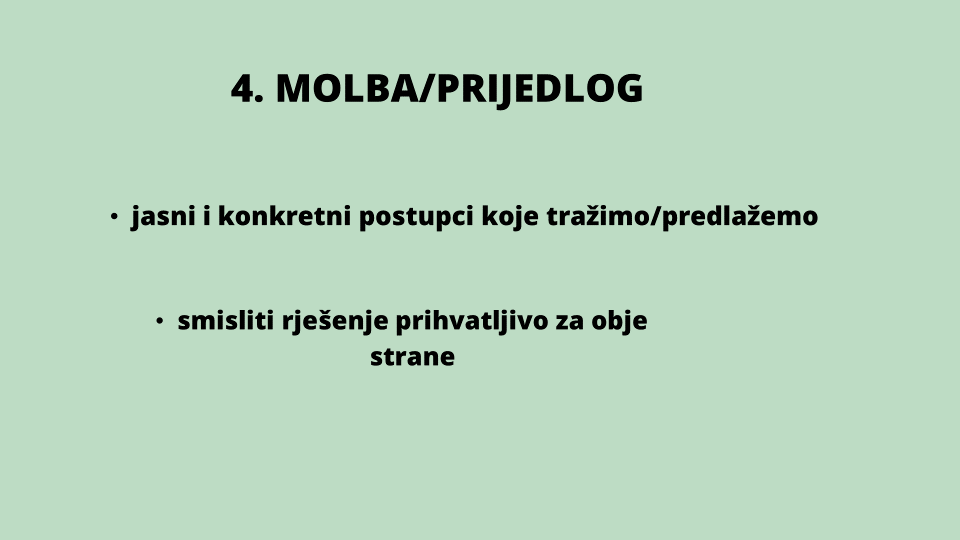 4. MOLBA/PRIJEDLOG
• jasni i konkretni postupci koje tražimo/predlažemo
• smisliti rješenje prihvatljivo za obje
strane